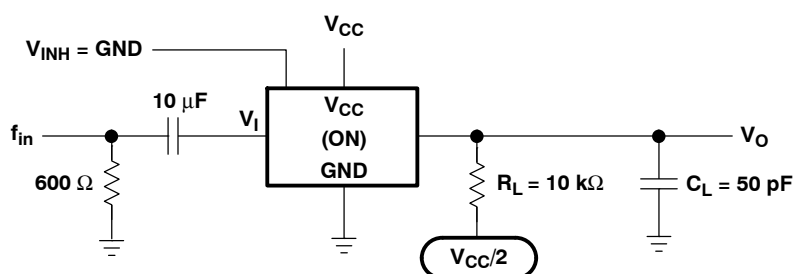 V_CC
V_INH = GND
10 μF
V_I
V_CC
(ON)
GND
f_in
600 Ω
V_O
R_L = 10 kΩ
C_L = 50 pF
V_CC/2